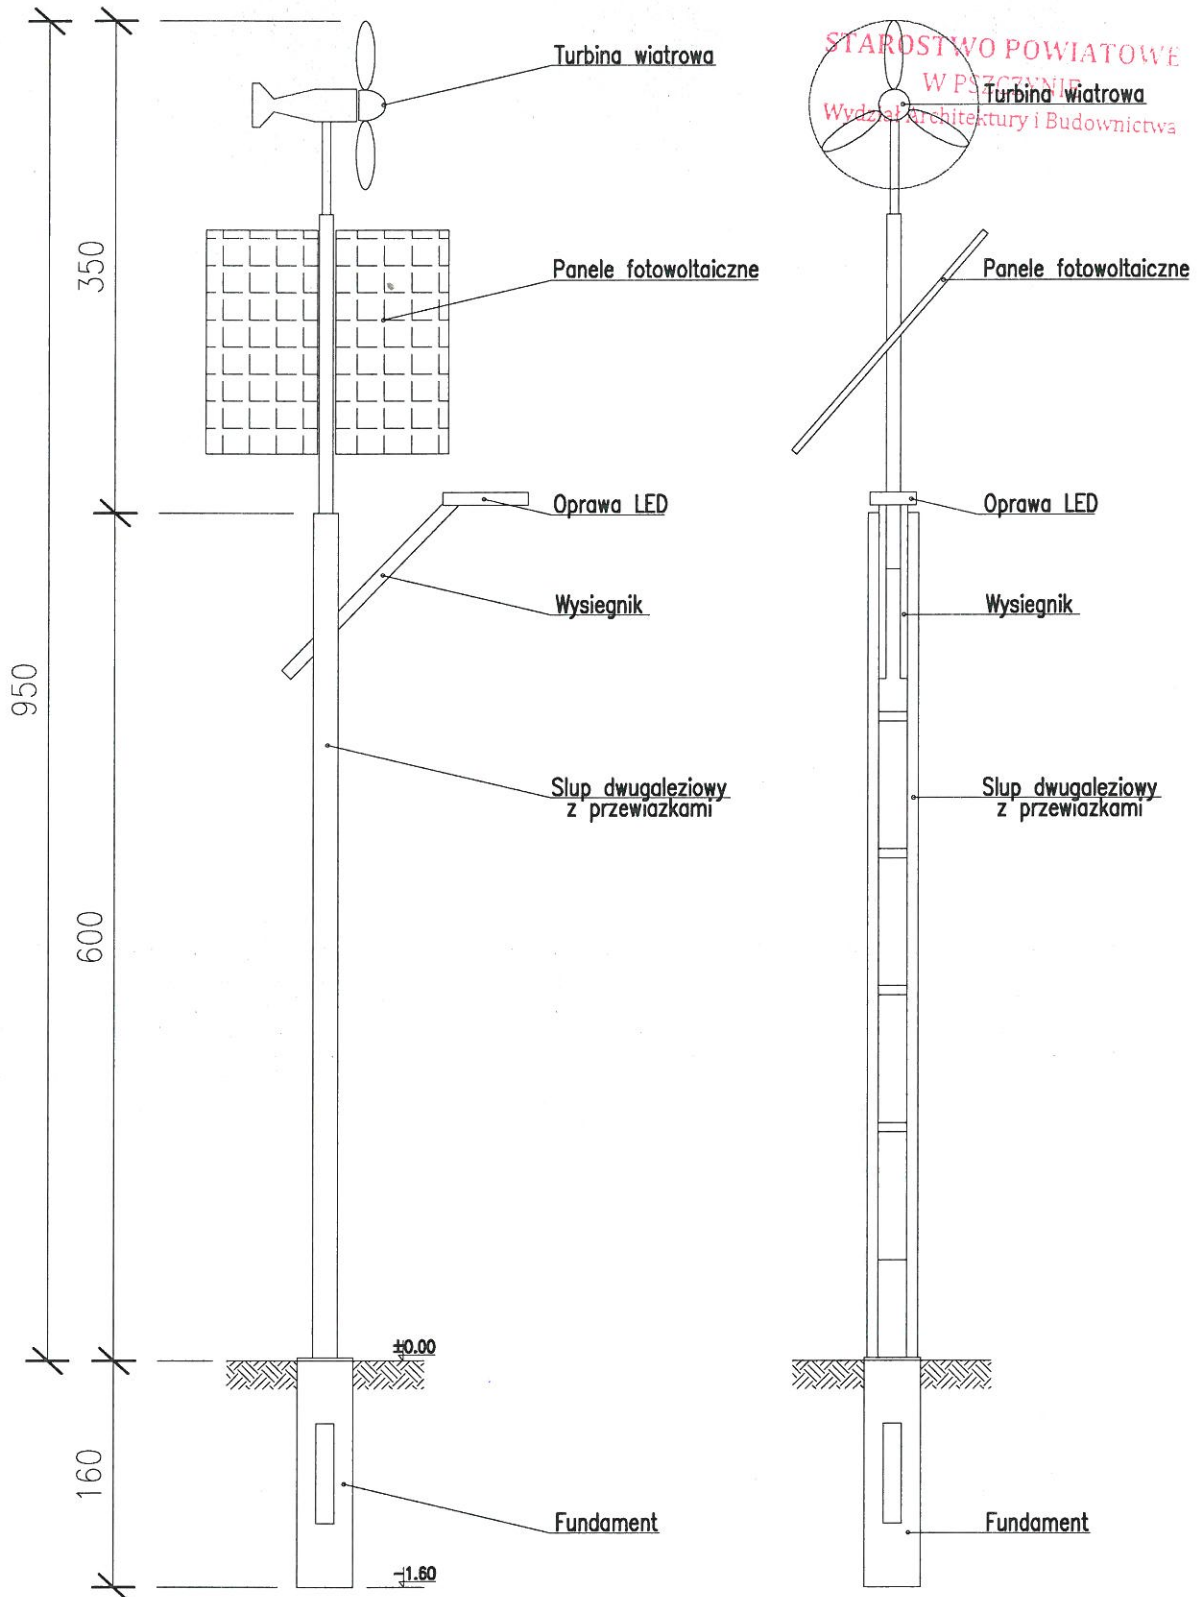 STAROSTWO POWIATOWE
W PSZCZYNIE
Wydział Architektury i Budownictwa
Turbina wiatrowa
Turbina wiatrowa
350
Panele fotowoltaiczne
Panele fotowoltaiczne
Oprawa LED
Oprawa LED
Wysiegnik
Wysiegnik
950
Slup dwugaleziowy
z przewiazkami
Slup dwugaleziowy
z przewiazkami
600
±0.00
160
Fundament
Fundament
-1.60